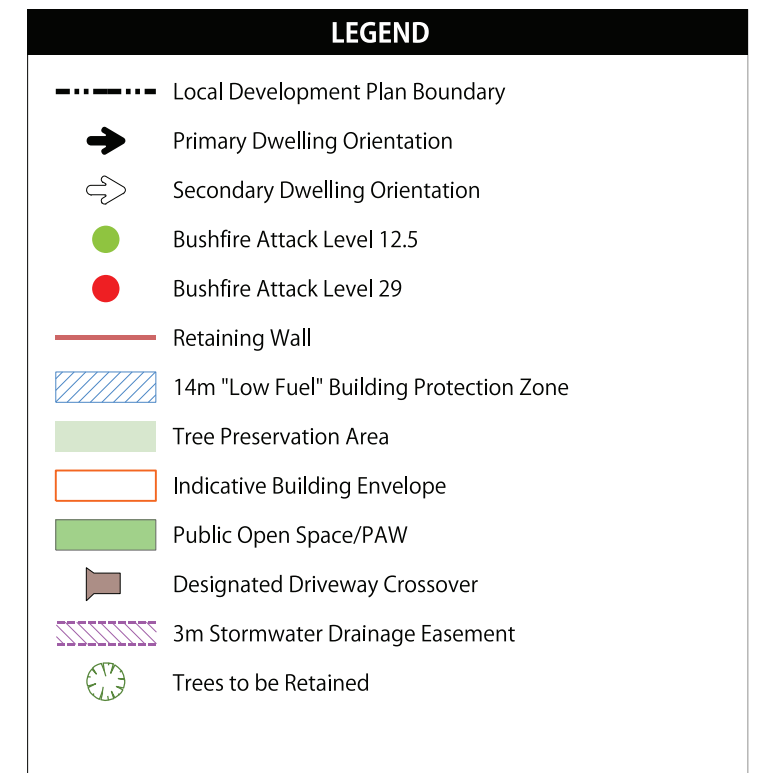 LEGEND
Local Development Plan Boundary
Primary Dwelling Orientation
Secondary Dwelling Orientation
Bushfire Attack Level 12.5
Bushfire Attack Level 29
Retaining Wall
14m "Low Fuel" Building Protection Zone
Tree Preservation Area
Indicative Building Envelope
Public Open Space/PAW
Designated Driveway Crossover
3m Stormwater Drainage Easement
Trees to be Retained